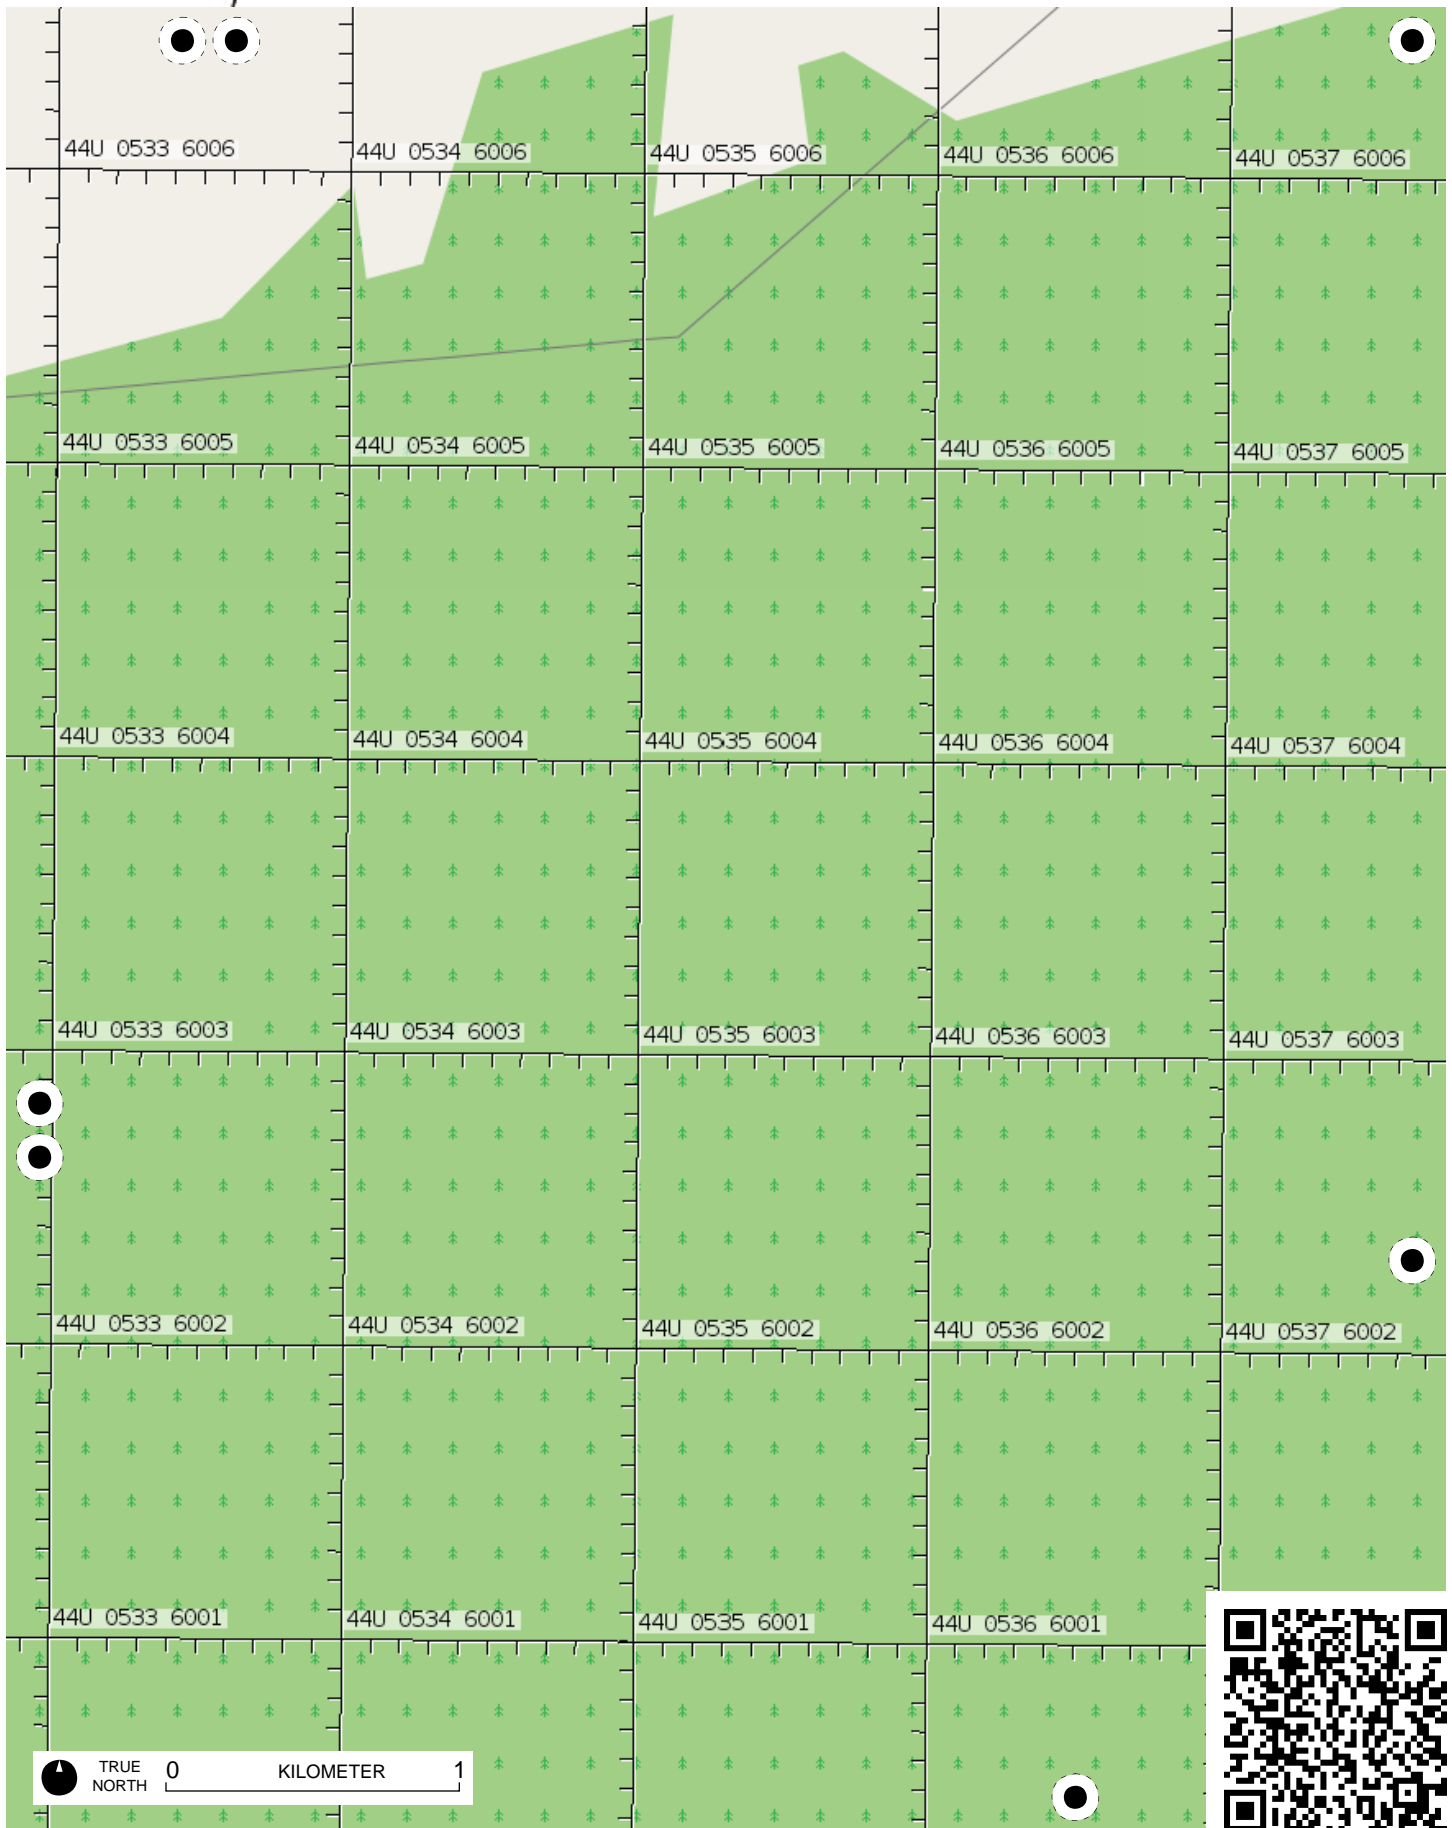 44U 0533 6006
44U 0534 6006
44U 0535 6006
44U 0536 6006
44U 0537 6006
44U 0533 6005
44U 0534 6005
44U 0535 6005
44U 0536 6005
44U 0537 6005
44U 0533 6004
44U 0534 6004
44U 0535 6004
44U 0536 6004
44U 0537 6004
44U 0533 6003
44U 0534 6003
44U 0535 6003
44U 0536 6003
44U 0537 6003
44U 0533 6002
44U 0534 6002
44U 0535 6002
44U 0536 6002
44U 0537 6002
44U 0533 6001
44U 0534 6001
44U 0535 6001
44U 0536 6001
TRUE NORTH
0 KILOMETER 1